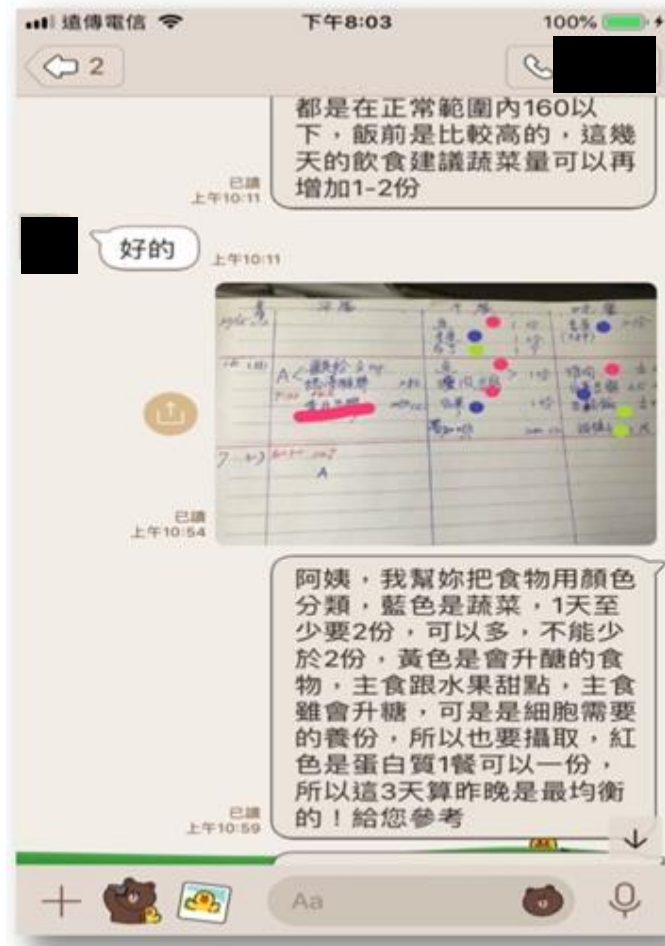 遠傳電信
下午8:03
100%
2
都是在正常範圍內160以
下，飯前是比較高的，這幾
天的飲食建議蔬菜量可以再
增加1-2份
已讀
上午10:11
好的
上午10:11
A
A
已讀
上午10:54
阿姨，我幫妳把食物用顏色
分類，藍色是蔬菜，1天至
少要2份，可以多，不能少
於2份，黃色是會升醣的食
物，主食跟水果甜點，主食
雖會升糖，可是是細胞需要
的養份，所以也要攝取，紅
色是蛋白質1餐可以一份，
所以這3天算昨晚是最均衡
的！給您參考
已讀
上午10:59
Aa